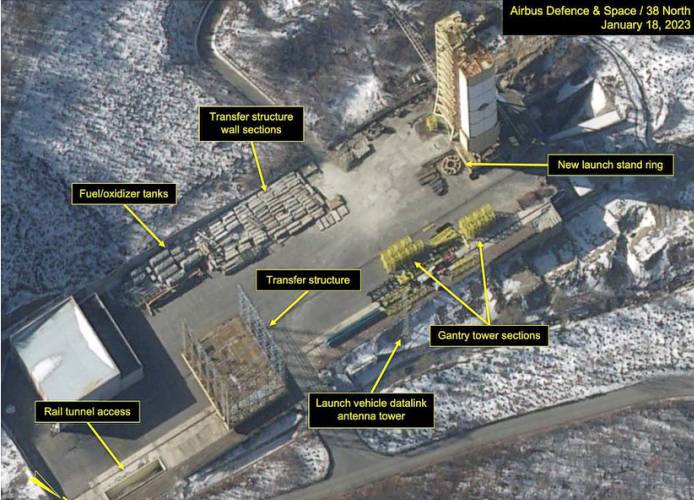 Airbus Defence & Space / 38 North
January 18, 2023
Transfer structure
wall sections
New launch stand ring
Fuel/oxidizer tanks
Transfer structure
Gantry tower sections
Launch vehicle datalink
antenna tower
Rail tunnel access